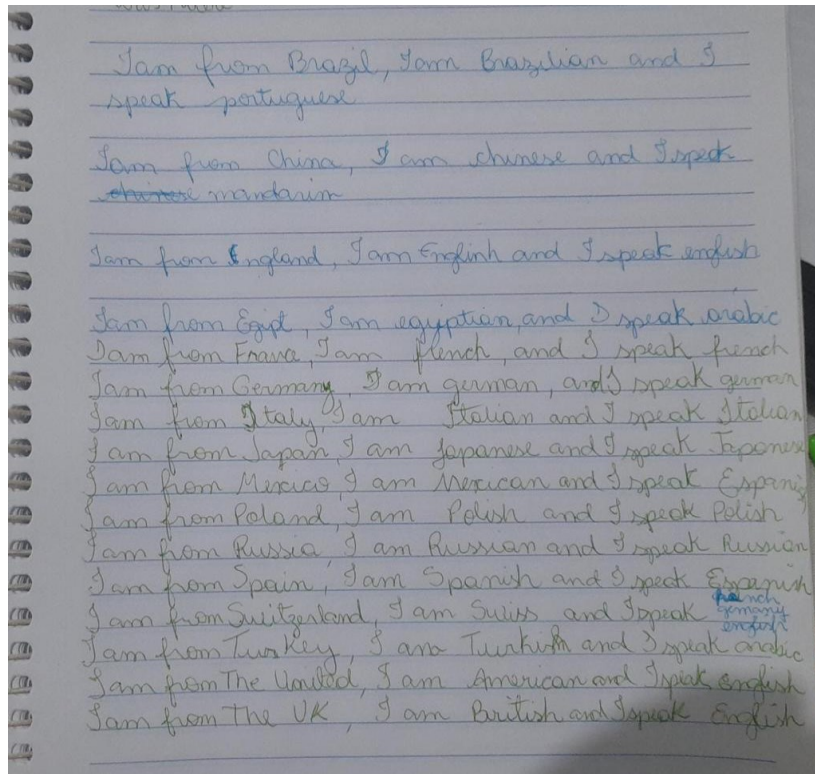 I am from Brazil, I am Brazilian and I
speak portuguese
I am from China, I am chinese and I speak
chinese mandarim
I am from England, I am English and I speak english
I am from Egipt, I am egyiptian, and I speak arabic
I am from France, I am french, and I speak french
I am from Germany, I am german, and I speak german
I am from Italy, I am Italian and I speak Italian
I am from Japan, I am Japanese and I speak Japonese
I am from Mexico, I am Mexican and I speak Espanis
I am from Poland, I am Polish and I speak Polish
I am from Russia, I am Russian and I speak Russian
I am from Spain, I am Spanish and I speak Espanish
I am from Switzerland, I am Swiss and I speak french
gemany
english
I am from Turkey, I am Turkish and I speak arabic
I am from The United, I am American and I speak english
I am from The UK, I am British and I speak English